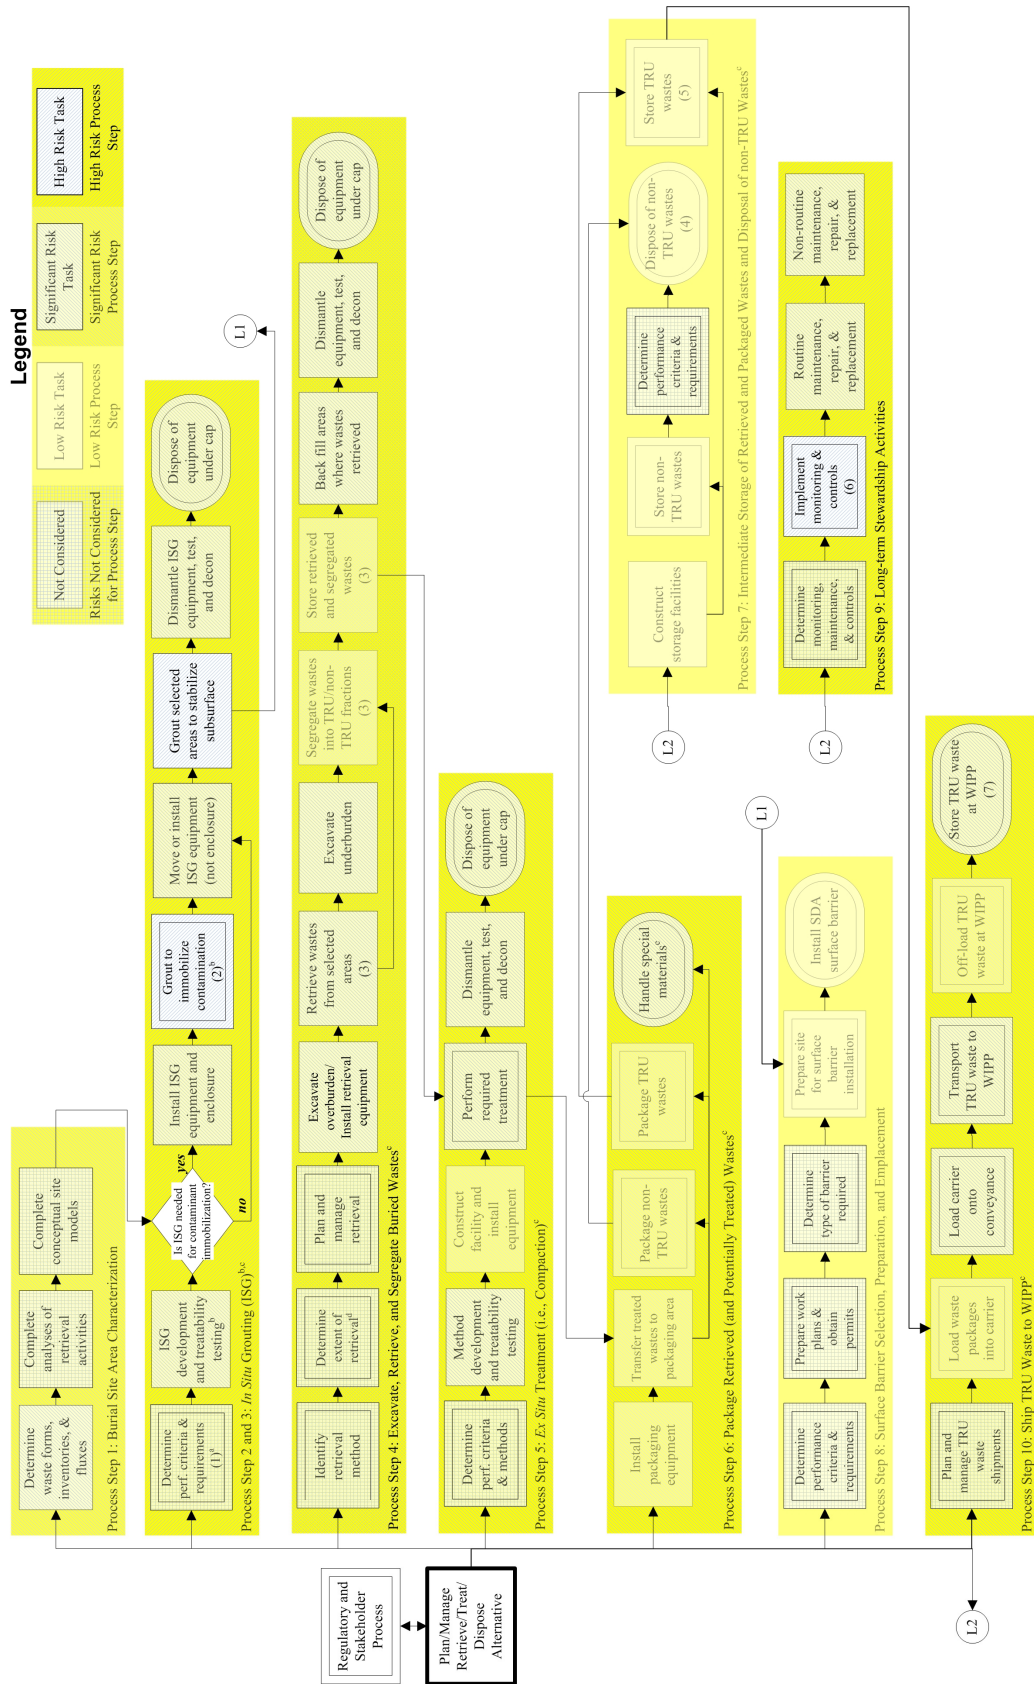 Legend
Not Considered
Risks Not Considered
for Process Step
Low Risk Task
Low Risk Process
Step
Significant Risk
Task
Significant Risk
Process Step
High Risk Task
High Risk Process
Step
Regulatory and
Stakeholder
Process
Plan/Manage
Retrieve/Treat/
Dispose
Alternative
Determine
waste forms,
inventories, &
fluxes
Complete
analyses of
retrieval
activities
Complete
conceptual site
models
Process Step 1: Burial Site Area Characterization
Determine
perf. criteria &
requirements
(1)ᵃ
ISG
development
and treatability
testingᵇ
Is ISG needed
for contaminant
immobilization?
yes
no
Install ISG
equipment and
enclosure
Grout to
immobilize
contamination
(2)ᵇ
Move or install
ISG equipment
(not enclosure)
Grout selected
areas to stabilize
subsurface
Dismantle ISG
equipment, test,
and decon
Dispose of
equipment
under cap
L1
Process Step 2 and 3: In Situ Grouting (ISG)ᵇ,ᶜ
Identify
retrieval
method
Determine
extent of
retrievalᵈ
Plan and
manage
retrieval
Excavate
overburden/
Install retrieval
equipment
Retrieve wastes
from selected
areas
(3)
Excavate
underburden
Segregate wastes
into TRU/non-
TRU fractions
(3)
Store retrieved
and segregated
wastes
(3)
Back fill areas
where wastes
retrieved
Dismantle
equipment, test,
and decon
Dispose of
equipment
under cap
Process Step 4: Excavate, Retrieve, and Segregate Buried Wastesᶜ
Determine
perf. criteria
& methods
Method
development
and treatability
testing
Construct
facility and
install
equipment
Perform
required
treatment
Dismantle
equipment, test,
and decon
Dispose of
equipment
under cap
Process Step 5: Ex Situ Treatment (i.e., Compaction)ᶜ
Install
packaging
equipment
Transfer treated
wastes to
packaging area
Package non-
TRU wastes
Package TRU
wastes
Handle special
materialsᵉ
Process Step 6: Package Retrieved (and Potentially Treated) Wastesᶜ
L2
Construct
storage
facilities
Store non-
TRU wastes
Determine
performance
criteria &
requirements
Dispose of non-
TRU wastes
(4)
Store TRU
wastes
(5)
Process Step 7: Intermediate Storage of Retrieved and Packaged Wastes and Disposal of non-TRU Wastesᶜ
Determine
performance
criteria &
requirements
Prepare work
plans &
obtain
permits
Determine
type of barrier
required
Prepare site
for surface
barrier
installation
Install SDA
surface barrier
L1
Process Step 8: Surface Barrier Selection, Preparation, and Emplacement
L2
Determine
monitoring,
maintenance,
& controls
Implement
monitoring &
controls
(6)
Routine
maintenance,
repair, &
replacement
Non-routine
maintenance,
repair, &
replacement
Process Step 9: Long-term Stewardship Activities
L2
Plan and
manage TRU
waste
shipments
Load waste
packages
into carrier
Load carrier
onto
conveyance
Transport
TRU waste to
WIPP
Off-load TRU
waste at WIPP
Store TRU waste
at WIPP
(7)
Process Step 10: Ship TRU Waste to WIPPᶜ